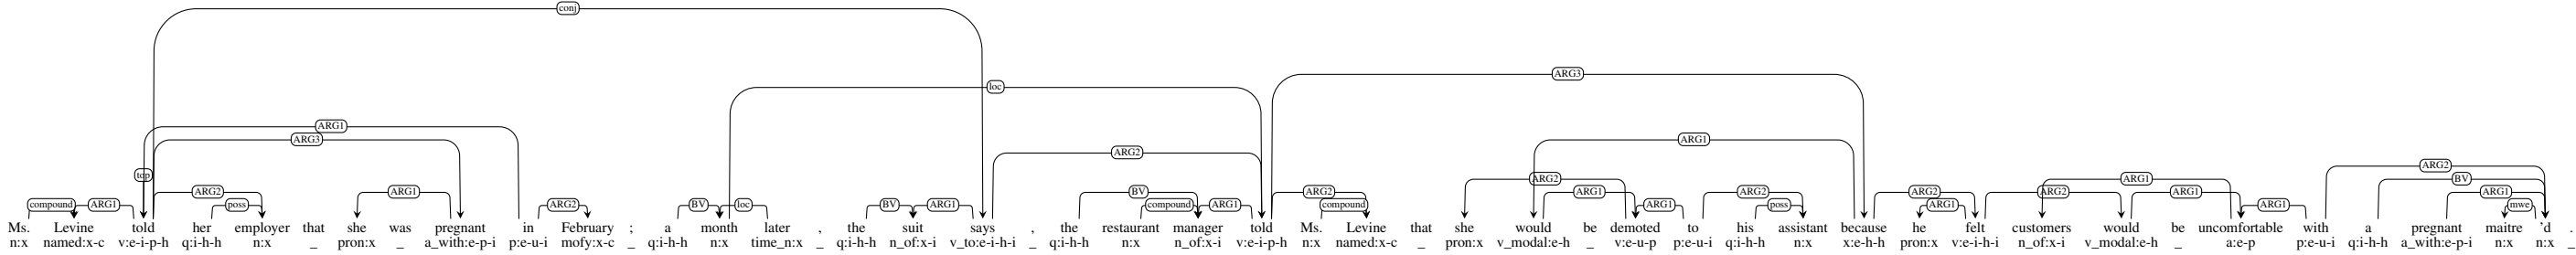 conj
loc
ARG3
ARG1
ARG3 ARG1
ARG2
top ARG2
ARG2 ARG1 BV ARG2 ARG1 ARG2 ARG2 ARG2 ARG1 BV
compound ARG1 poss ARG2 BV loc BV ARG1 compound ARG1 compound ARG1 poss ARG1 ARG2 ARG1 ARG1 ARG1 mwe
Ms. Levine told her employer that she was pregnant in February ; a month later , the suit says , the restaurant manager told Ms. Levine that she would be demoted to his assistant because he felt customers would be uncomfortable with a pregnant maitre 'd .
n:x named:x-c v:e-i-p-h q:i-h-h n:x _ pron:x _ a_with:e-p-i p:e-u-i mofy:x-c _ q:i-h-h n:x time_n:x _ q:i-h-h n_of:x-i v_to:e-i-h-i _ q:i-h-h n:x n_of:x-i v:e-i-p-h n:x named:x-c _ pron:x v_modal:e-h _ v:e-u-p p:e-u-i q:i-h-h n:x x:e-h-h pron:x v:e-i-h-i n_of:x-i v_modal:e-h _ a:e-p p:e-u-i q:i-h-h a_with:e-p-i n:x n:x _